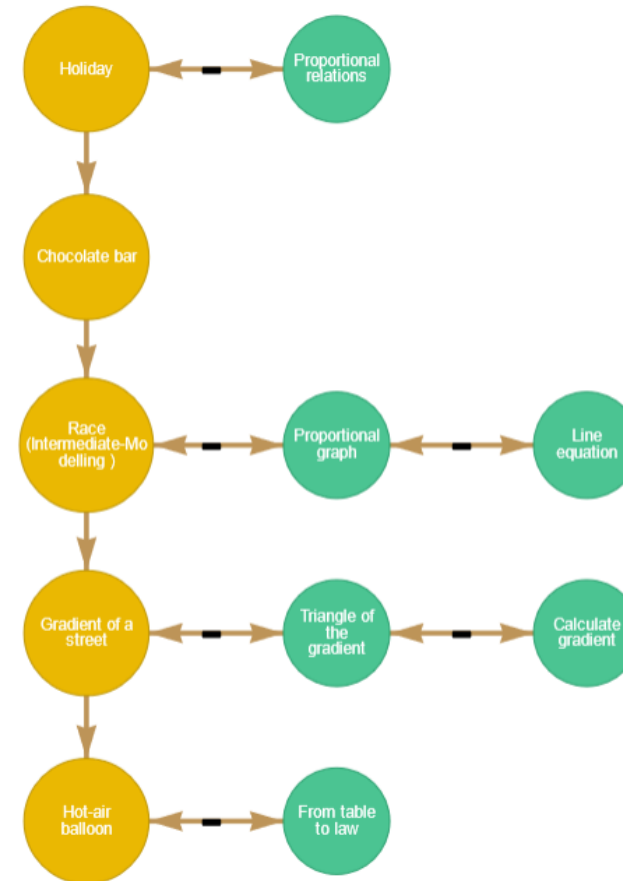 Holiday
Proportional
relations
Chocolate bar
Race
(Intermediate-Mo
delling )
Proportional
graph
Line
equation
Gradient of a
street
Triangle of
the
gradient
Calculate
gradient
Hot-air
balloon
From table
to law